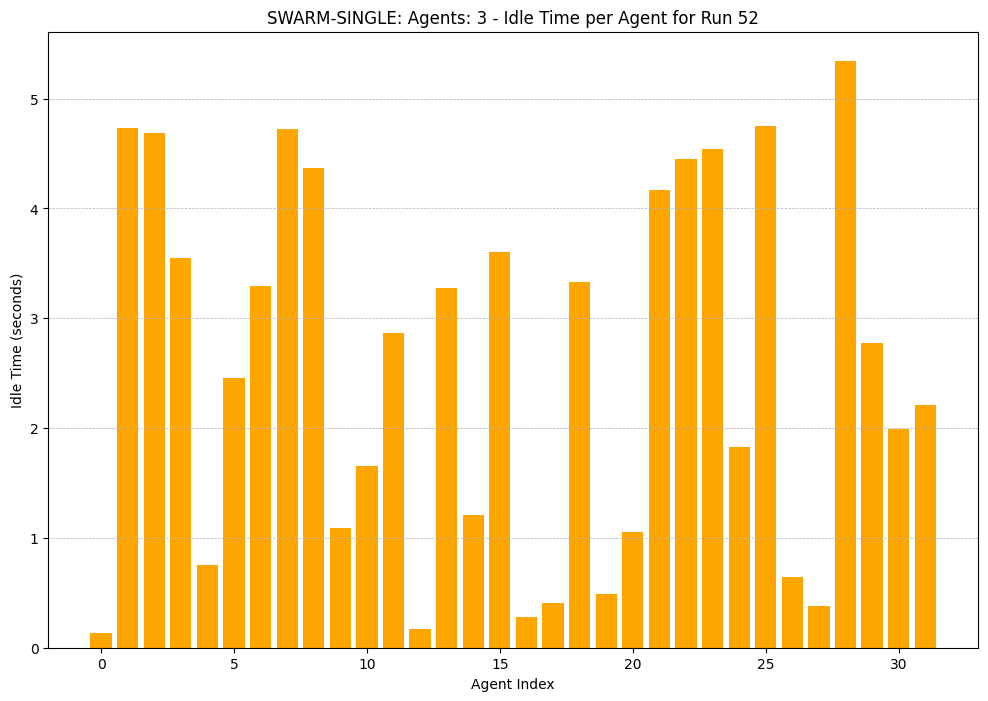 SWARM-SINGLE: Agents: 3 - Idle Time per Agent for Run 52
Idle Time (seconds)
5
4
3
2
1
0
0 5 10 15 20 25 30
Agent Index